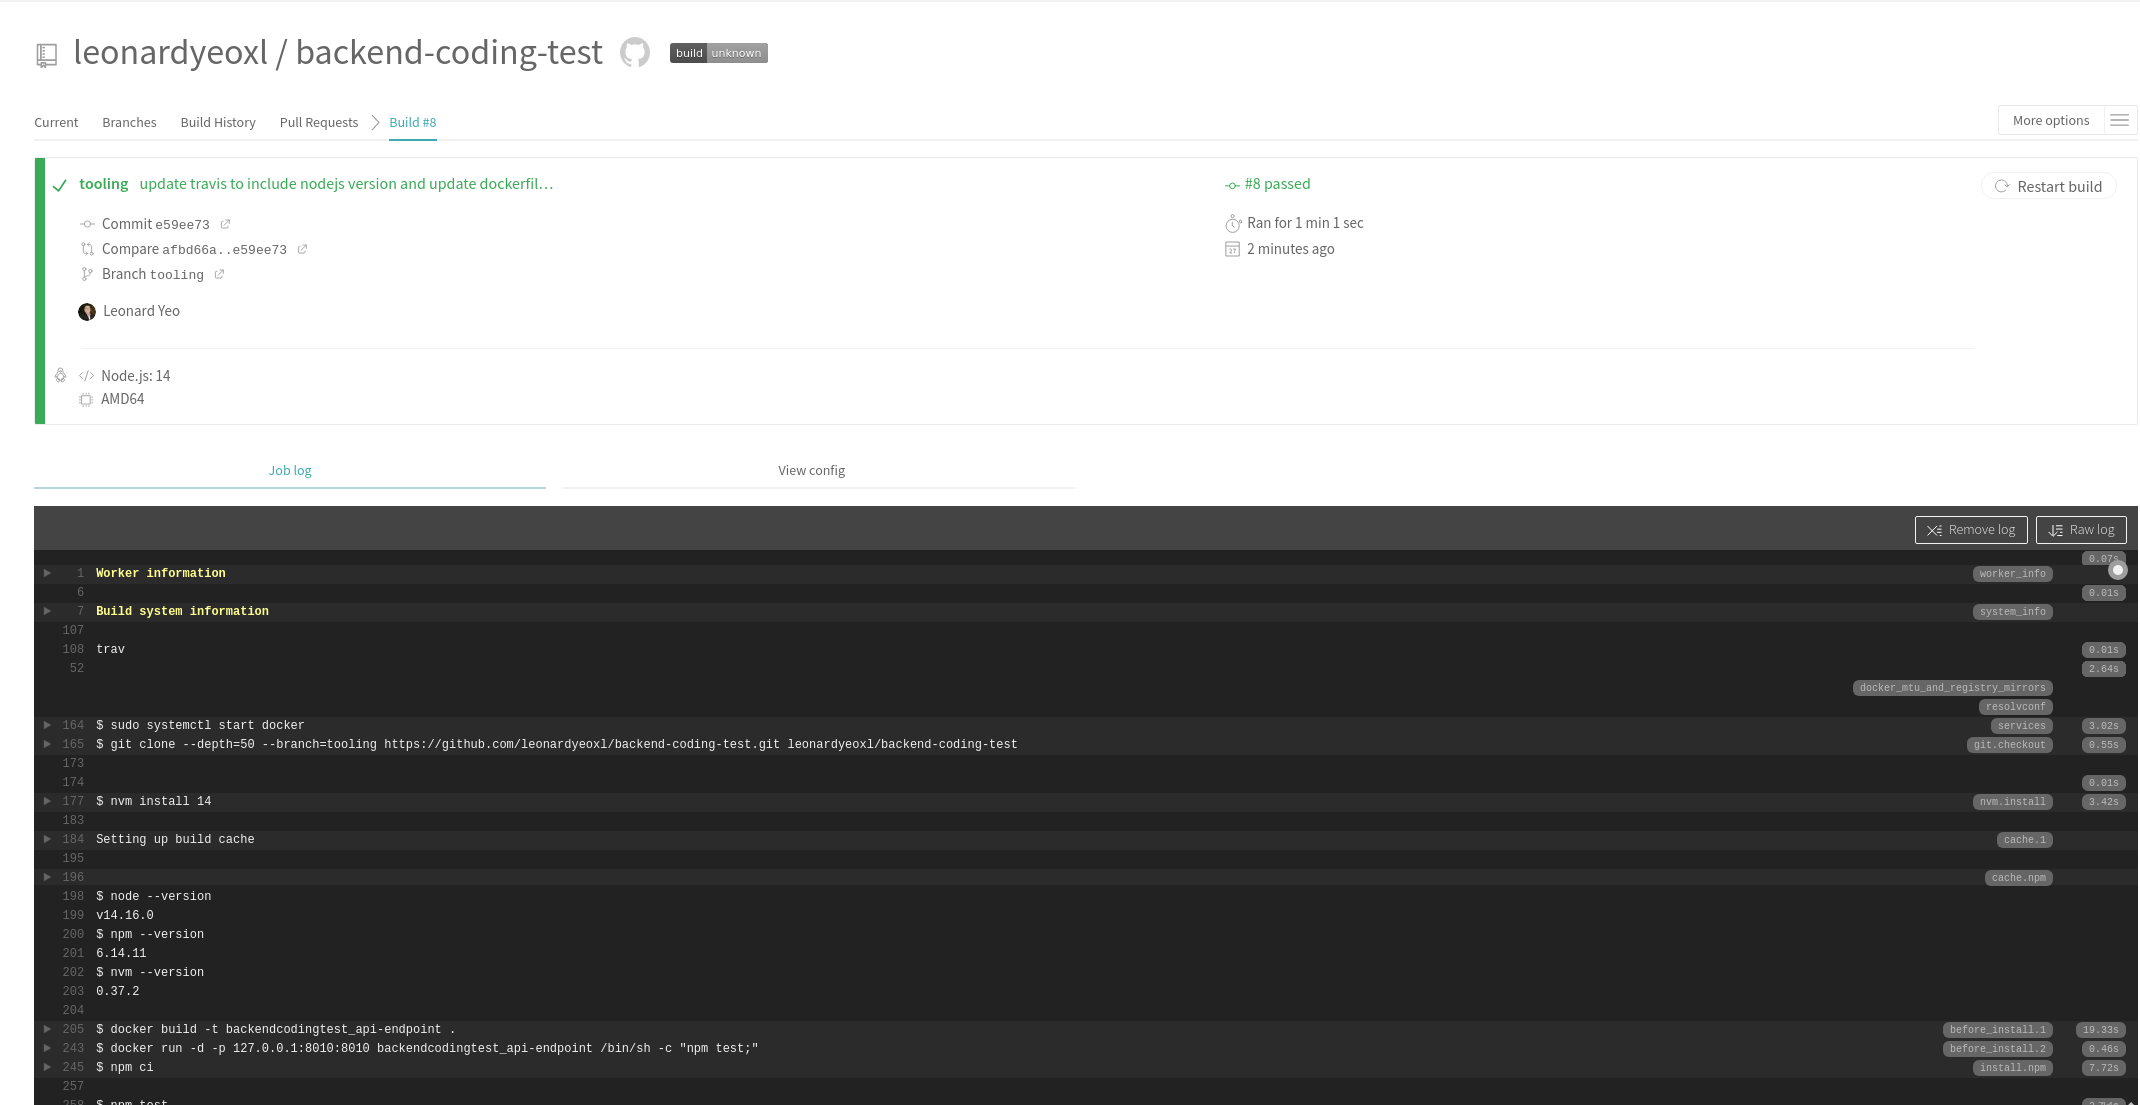 leonardyeoxl / backend-coding-test build unknown
Current Branches Build History Pull Requests Build #8 More options
tooling update travis to include nodejs version and update dockerfil… #8 passed Restart build
Commit e59ee73 Ran for 1 min 1 sec
Compare afbd66a..e59ee73 2 minutes ago
Branch tooling
Leonard Yeo
Node.js: 14
AMD64
Job log View config
Remove log Raw log
0.07s
1 Worker information worker_info
6 0.01s
7 Build system information system_info
107
108 trav 0.01s
52 2.64s
docker_mtu_and_registry_mirrors
resolvconf
164 $ sudo systemctl start docker services 3.02s
165 $ git clone --depth=50 --branch=tooling https://github.com/leonardyeoxl/backend-coding-test.git leonardyeoxl/backend-coding-test git.checkout 0.55s
173
174 0.01s
177 $ nvm install 14 nvm.install 3.42s
183
184 Setting up build cache cache.1
195
196 cache.npm
198 $ node --version
199 v14.16.0
200 $ npm --version
201 6.14.11
202 $ nvm --version
203 0.37.2
204
205 $ docker build -t backendcodingtest_api-endpoint . before_install.1 19.33s
243 $ docker run -d -p 127.0.0.1:8010:8010 backendcodingtest_api-endpoint /bin/sh -c "npm test;" before_install.2 0.46s
245 $ npm ci install.npm 7.72s
257
258 $ npm test